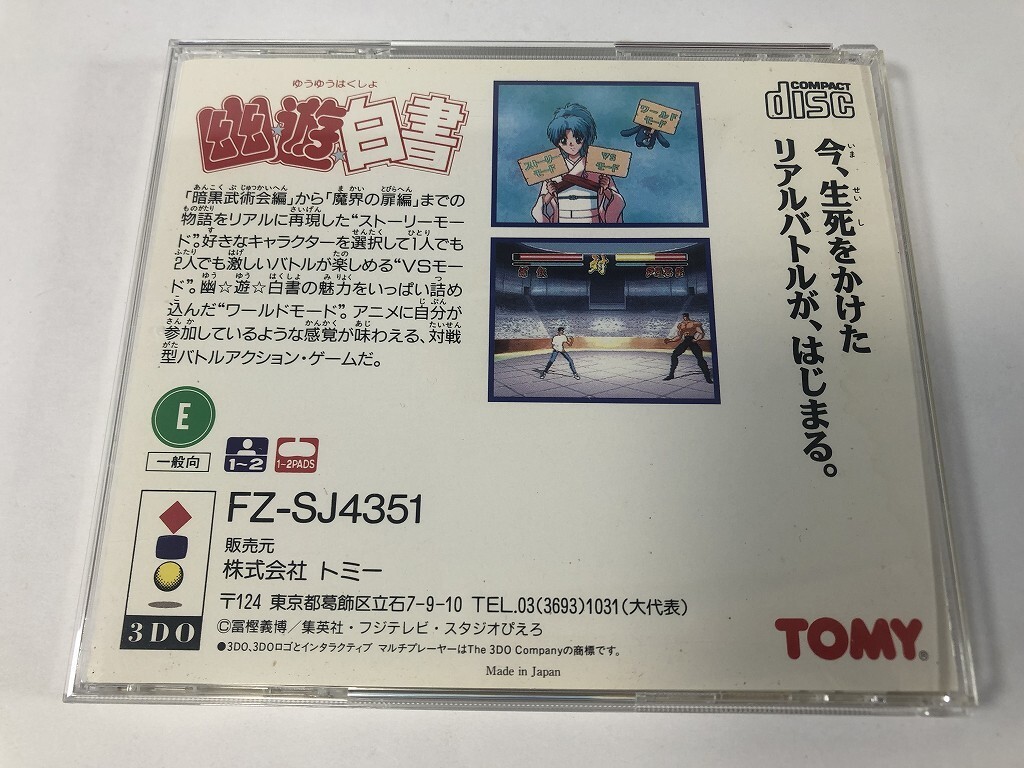 ゆうゆうはくしょ
幽☆遊☆白書
「暗黒武術会編」から「魔界の扉編」までの
物語をリアルに再現した“ストーリーモー
ド”。好きなキャラクターを選択して1人でも
2人でも激しいバトルが楽しめる“VSモー
ド”。幽☆遊☆白書の魅力をいっぱい詰め
込んだ“ワールドモード”。アニメに自分が
参加しているような感覚が味わえる、対戦
型バトルアクション・ゲームだ。
ワールド
モード
ストーリー
モード
VS
モード
対
COMPACT
disc
今、生死をかけた
リアルバトルが、はじまる。
E
一般向
1~2
1~2PADS
3DO
FZ-SJ4351
販売元
株式会社 トミー
〒124 東京都葛飾区立石7-9-10 TEL.03(3693)1031(大代表)
©冨樫義博/集英社・フジテレビ・スタジオぴえろ
●3DO、3DOロゴとインタラクティブ マルチプレーヤーはThe 3DO Companyの商標です。
Made in Japan
TOMY®